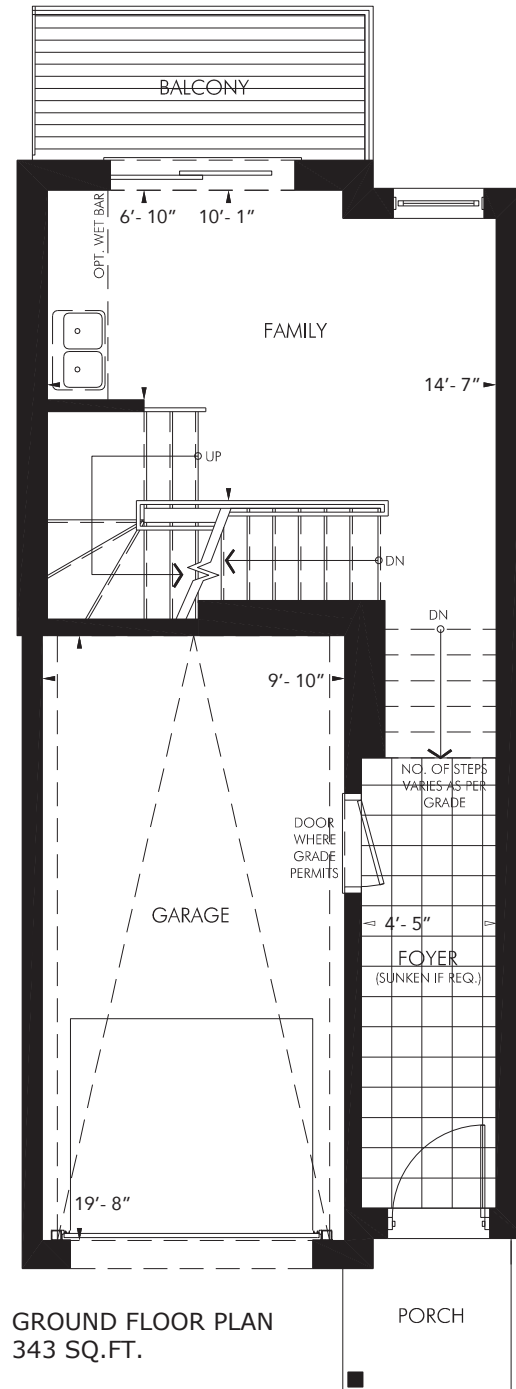 BALCONY
OPT. WET BAR
6'- 10"
10'- 1"
FAMILY
14'- 7"
UP
DN
DN
9'- 10"
NO. OF STEPS
VARIES AS PER
GRADE
DOOR
WHERE
GRADE
PERMITS
GARAGE
4'- 5"
FOYER
(SUNKEN IF REQ.)
19'- 8"
GROUND FLOOR PLAN
343 SQ.FT.
PORCH